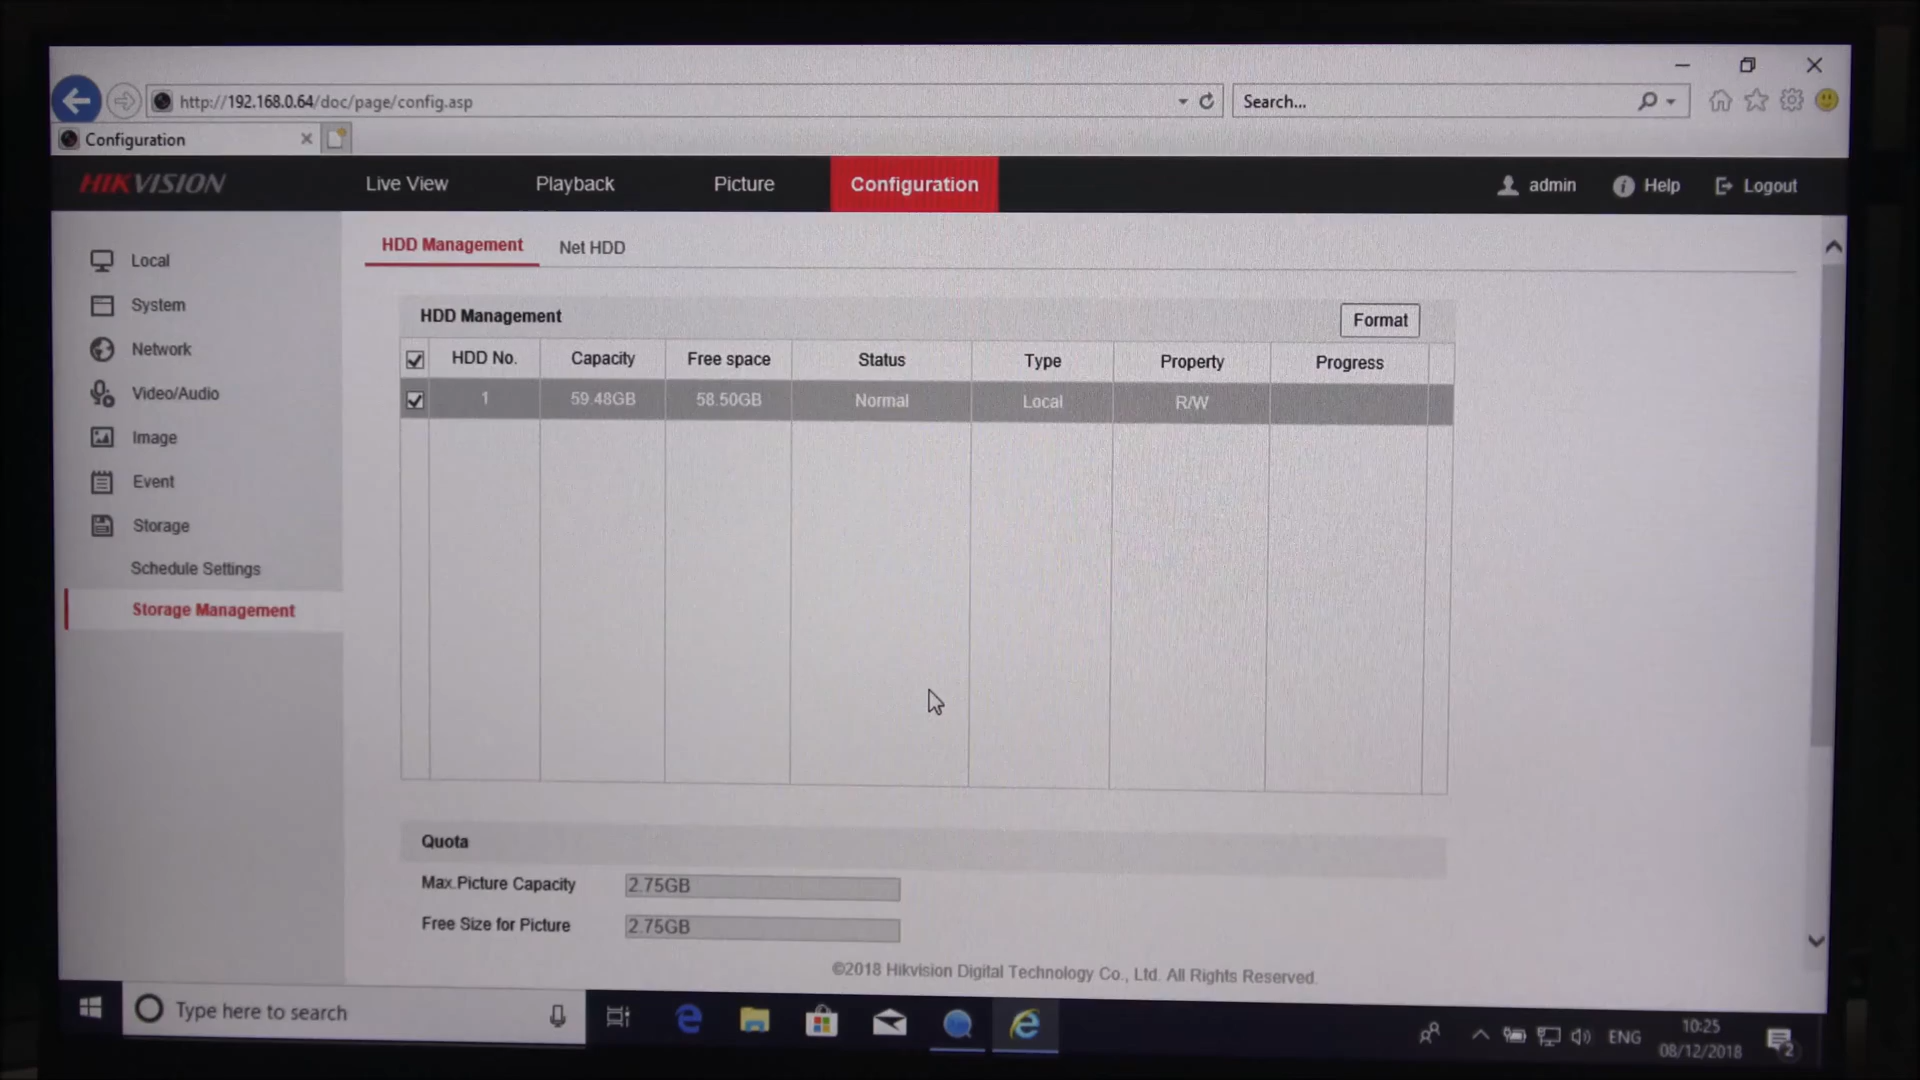 http://192.168.0.64/doc/page/config.asp
Search...
Configuration
HIKVISION
Live View
Playback
Picture
Configuration
admin
Help
Logout
Local
System
Network
Video/Audio
Image
Event
Storage
Schedule Settings
Storage Management
HDD Management
Net HDD
HDD Management
Format
HDD No. Capacity Free space Status Type Property Progress
1 59.48GB 58.50GB Normal Local R/W
Quota
Max.Picture Capacity 2.75GB
Free Size for Picture 2.75GB
©2018 Hikvision Digital Technology Co., Ltd. All Rights Reserved.
Type here to search
ENG
10:25
08/12/2018
2